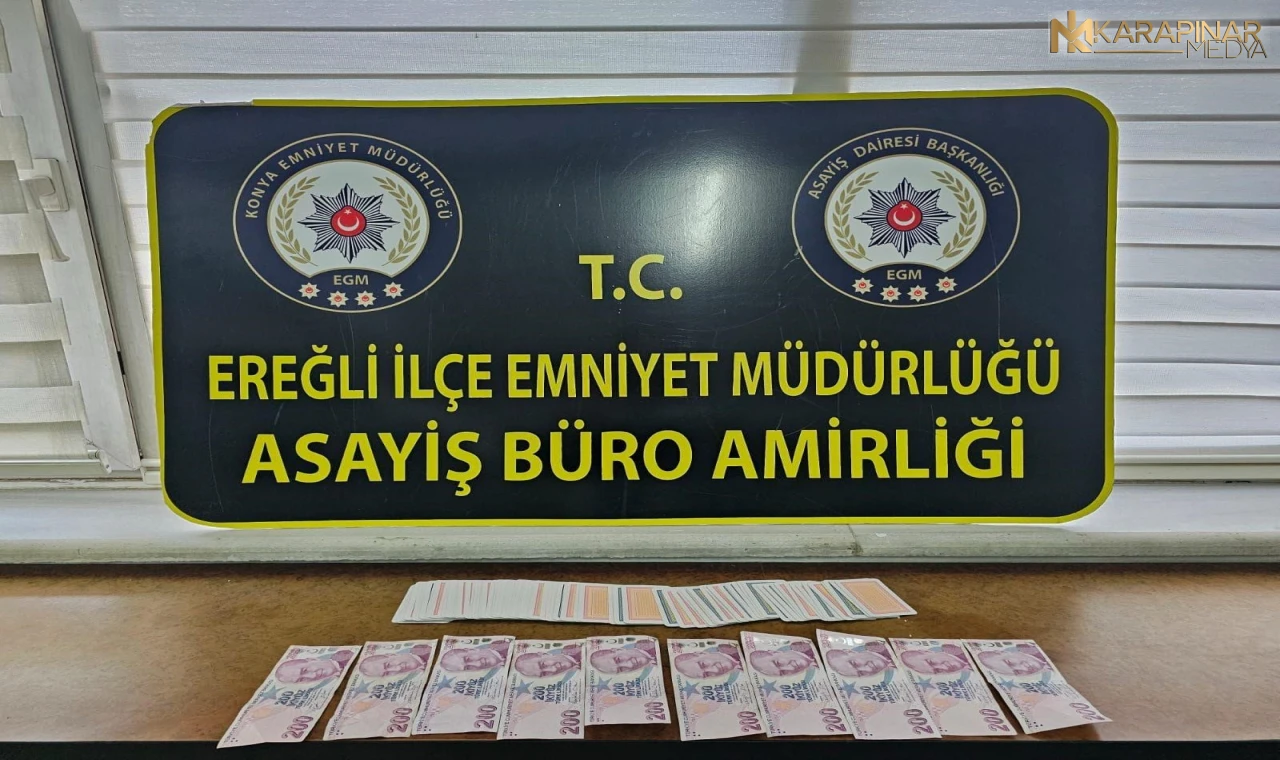 KARAPINAR
MEDYA
KONYA EMNİYET MÜDÜRLÜĞÜ
EGM
ASAYİŞ DAİRESİ BAŞKANLIĞI
EGM
T.C.
EREĞLİ İLÇE EMNİYET MÜDÜRLÜĞÜ
ASAYİŞ BÜRO AMİRLİĞİ
200
200
200
200
200
200
200
200
200
200